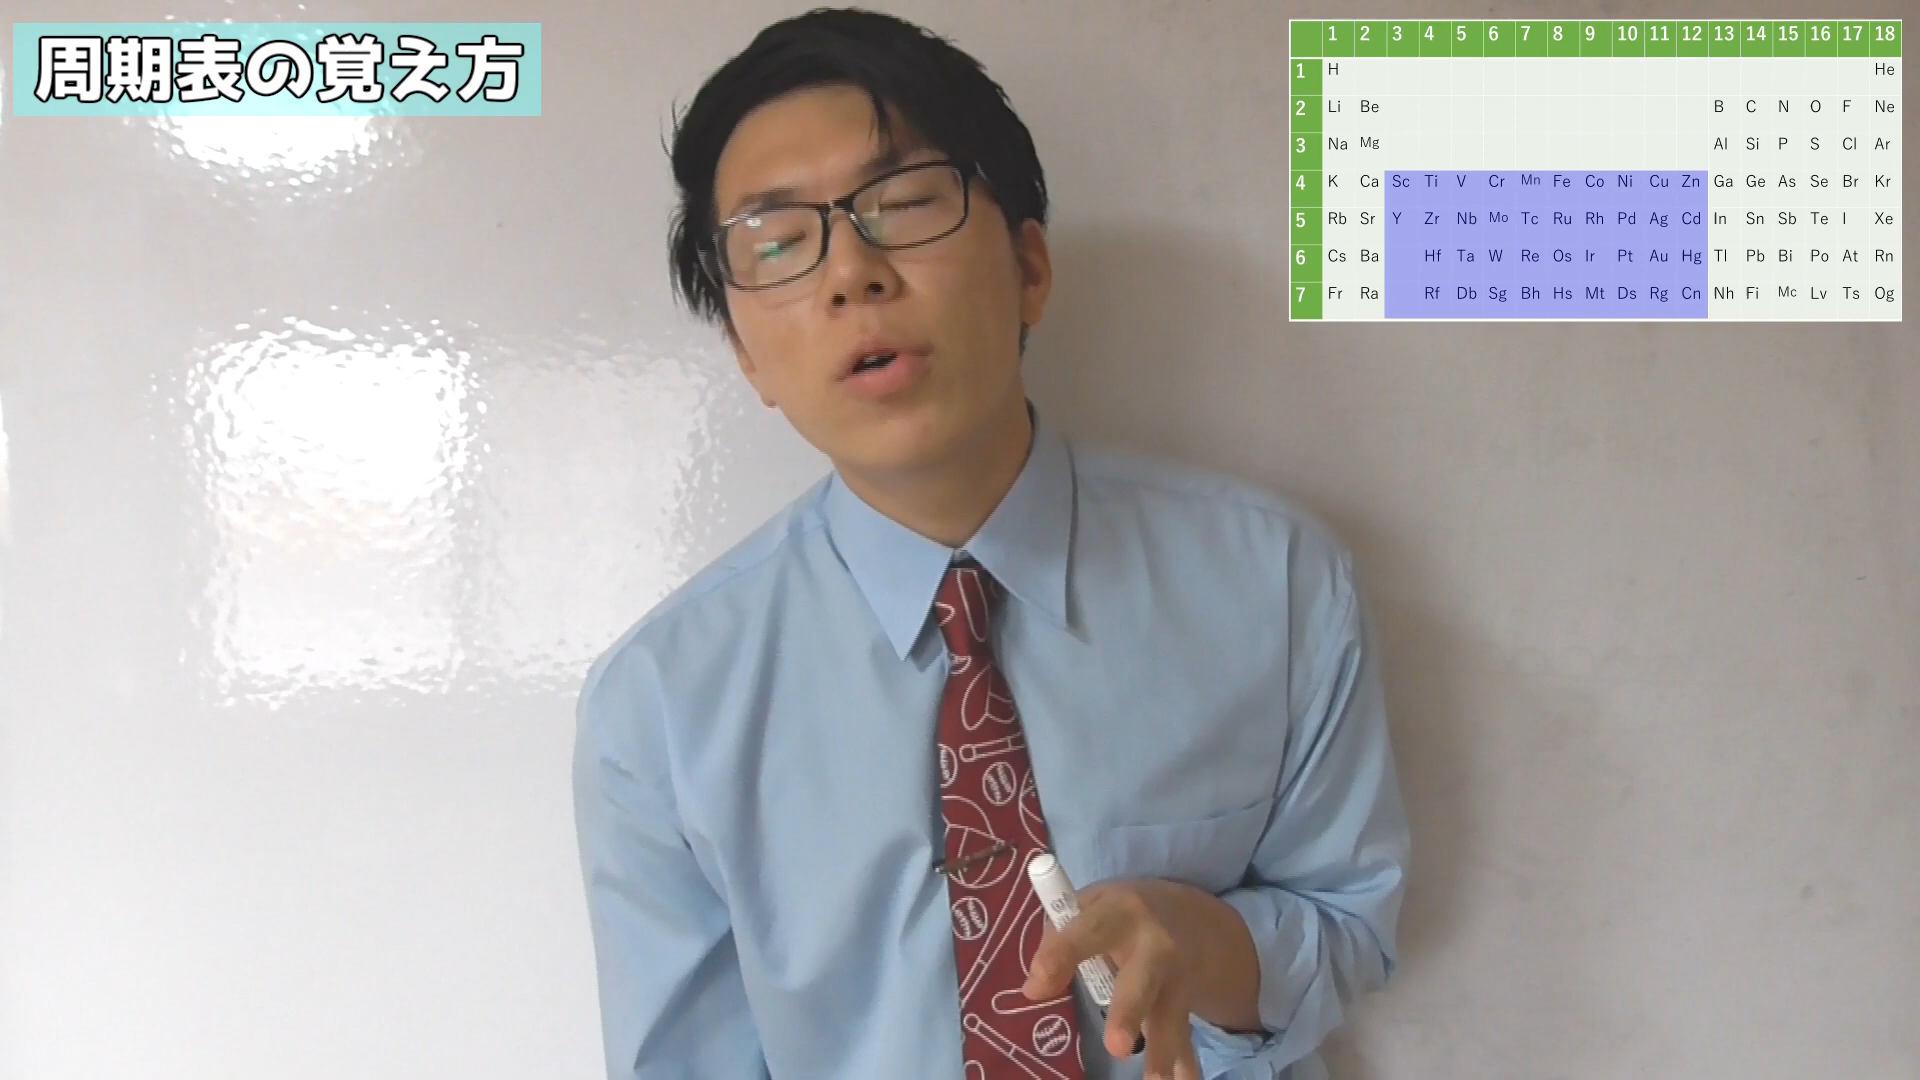 周期表の覚え方
1 2 3 4 5 6 7 8 9 10 11 12 13 14 15 16 17 18
1 H He
2 Li Be B C N O F Ne
3 Na Mg Al Si P S Cl Ar
4 K Ca Sc Ti V Cr Mn Fe Co Ni Cu Zn Ga Ge As Se Br Kr
5 Rb Sr Y Zr Nb Mo Tc Ru Rh Pd Ag Cd In Sn Sb Te I Xe
6 Cs Ba Hf Ta W Re Os Ir Pt Au Hg Tl Pb Bi Po At Rn
7 Fr Ra Rf Db Sg Bh Hs Mt Ds Rg Cn Nh Fi Mc Lv Ts Og